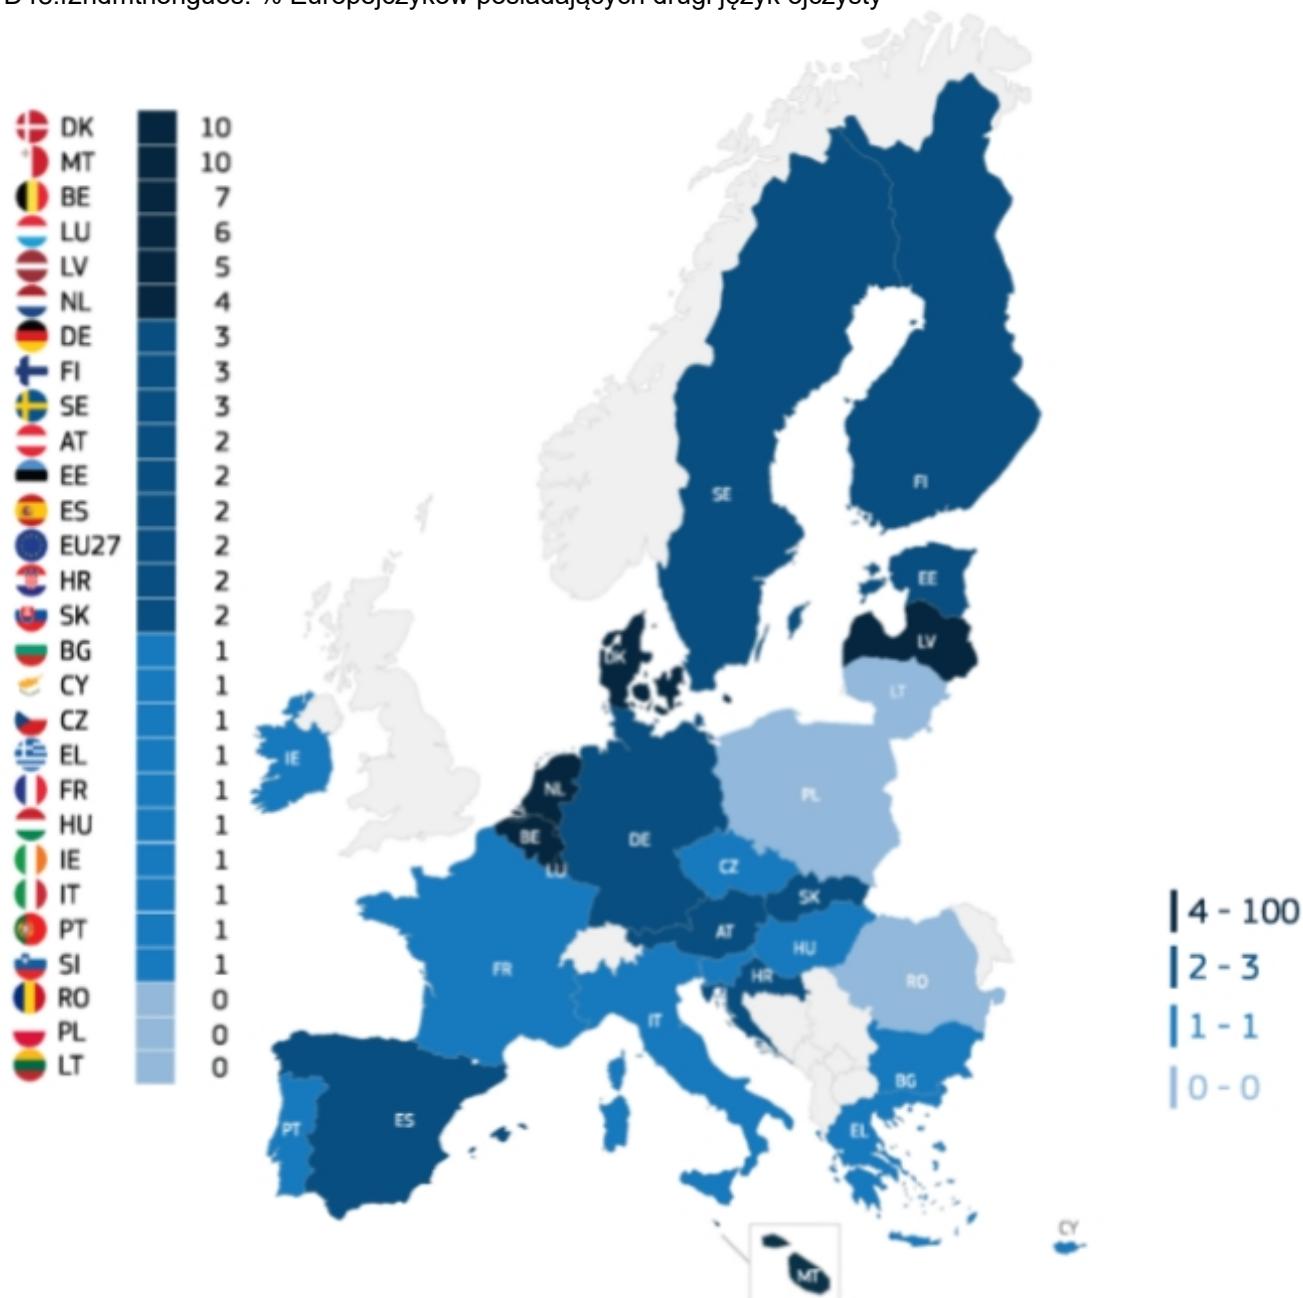 % Europejczyków posiadających drugi język ojczysty
DK 10
MT 10
BE 7
LU 6
LV 5
NL 4
DE 3
FI 3
SE 3
AT 2
EE 2
ES 2
EU27 2
HR 2
SK 2
BG 1
CY 1
CZ 1
EL 1
FR 1
HU 1
IE 1
IT 1
PT 1
SI 1
RO 0
PL 0
LT 0
SE
FI
EE
LV
LT
DK
IE
NL
PL
BE
DE
LU
CZ
SK
AT
HU
FR
HR
RO
IT
BG
ES
PT
EL
CY
MT
4 - 100
2 - 3
1 - 1
0 - 0